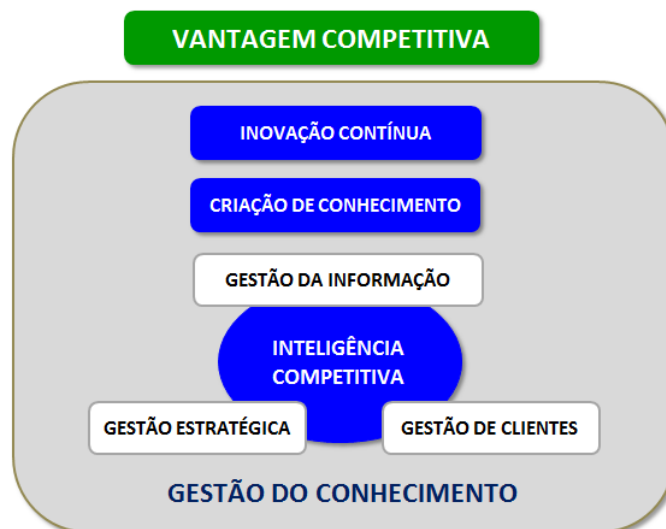 VANTAGEM COMPETITIVA
INOVAÇÃO CONTÍNUA
CRIAÇÃO DE CONHECIMENTO
GESTÃO DA INFORMAÇÃO
INTELIGÊNCIA
COMPETITIVA
GESTÃO ESTRATÉGICA
GESTÃO DE CLIENTES
GESTÃO DO CONHECIMENTO